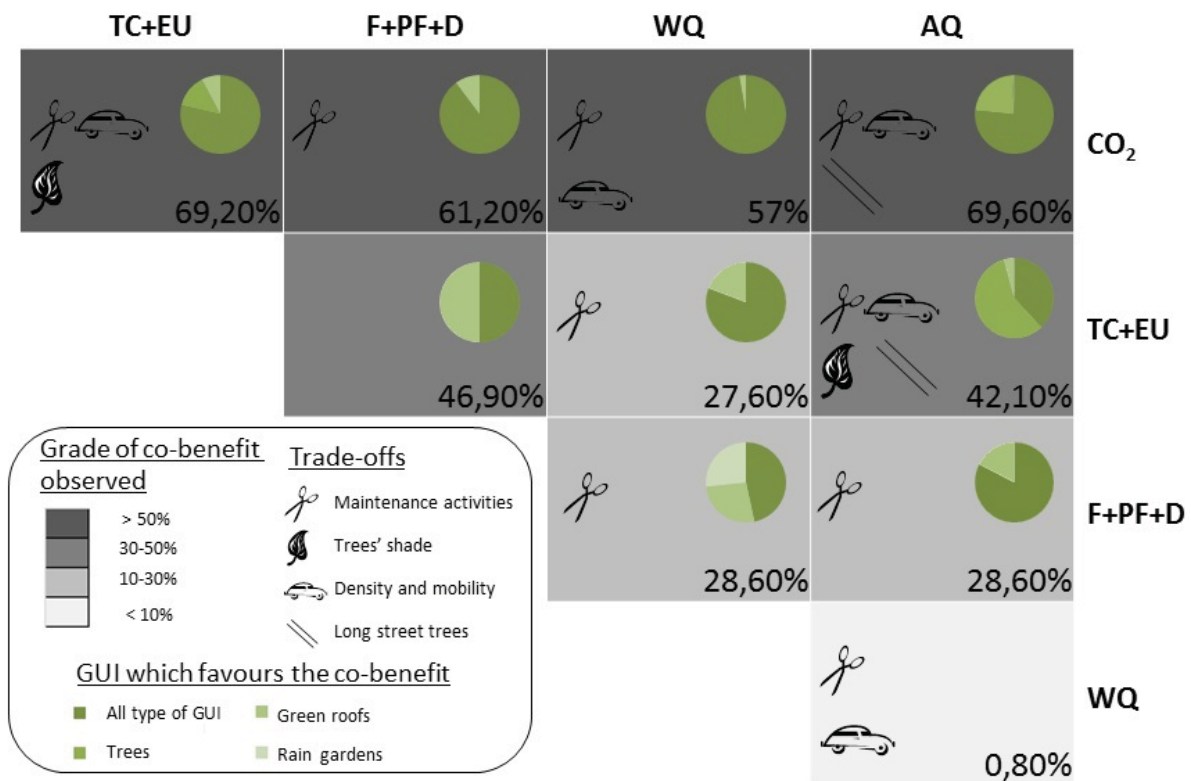 TC+EU F+PF+D WQ AQ
69,20% 61,20% 57% 69,60% CO₂
46,90% 27,60% 42,10% TC+EU
28,60% 28,60% F+PF+D
0,80% WQ
Grade of co-benefit
observed
> 50%
30-50%
10-30%
< 10%
Trade-offs
Maintenance activities
Trees' shade
Density and mobility
Long street trees
GUI which favours the co-benefit
All type of GUI
Green roofs
Trees
Rain gardens